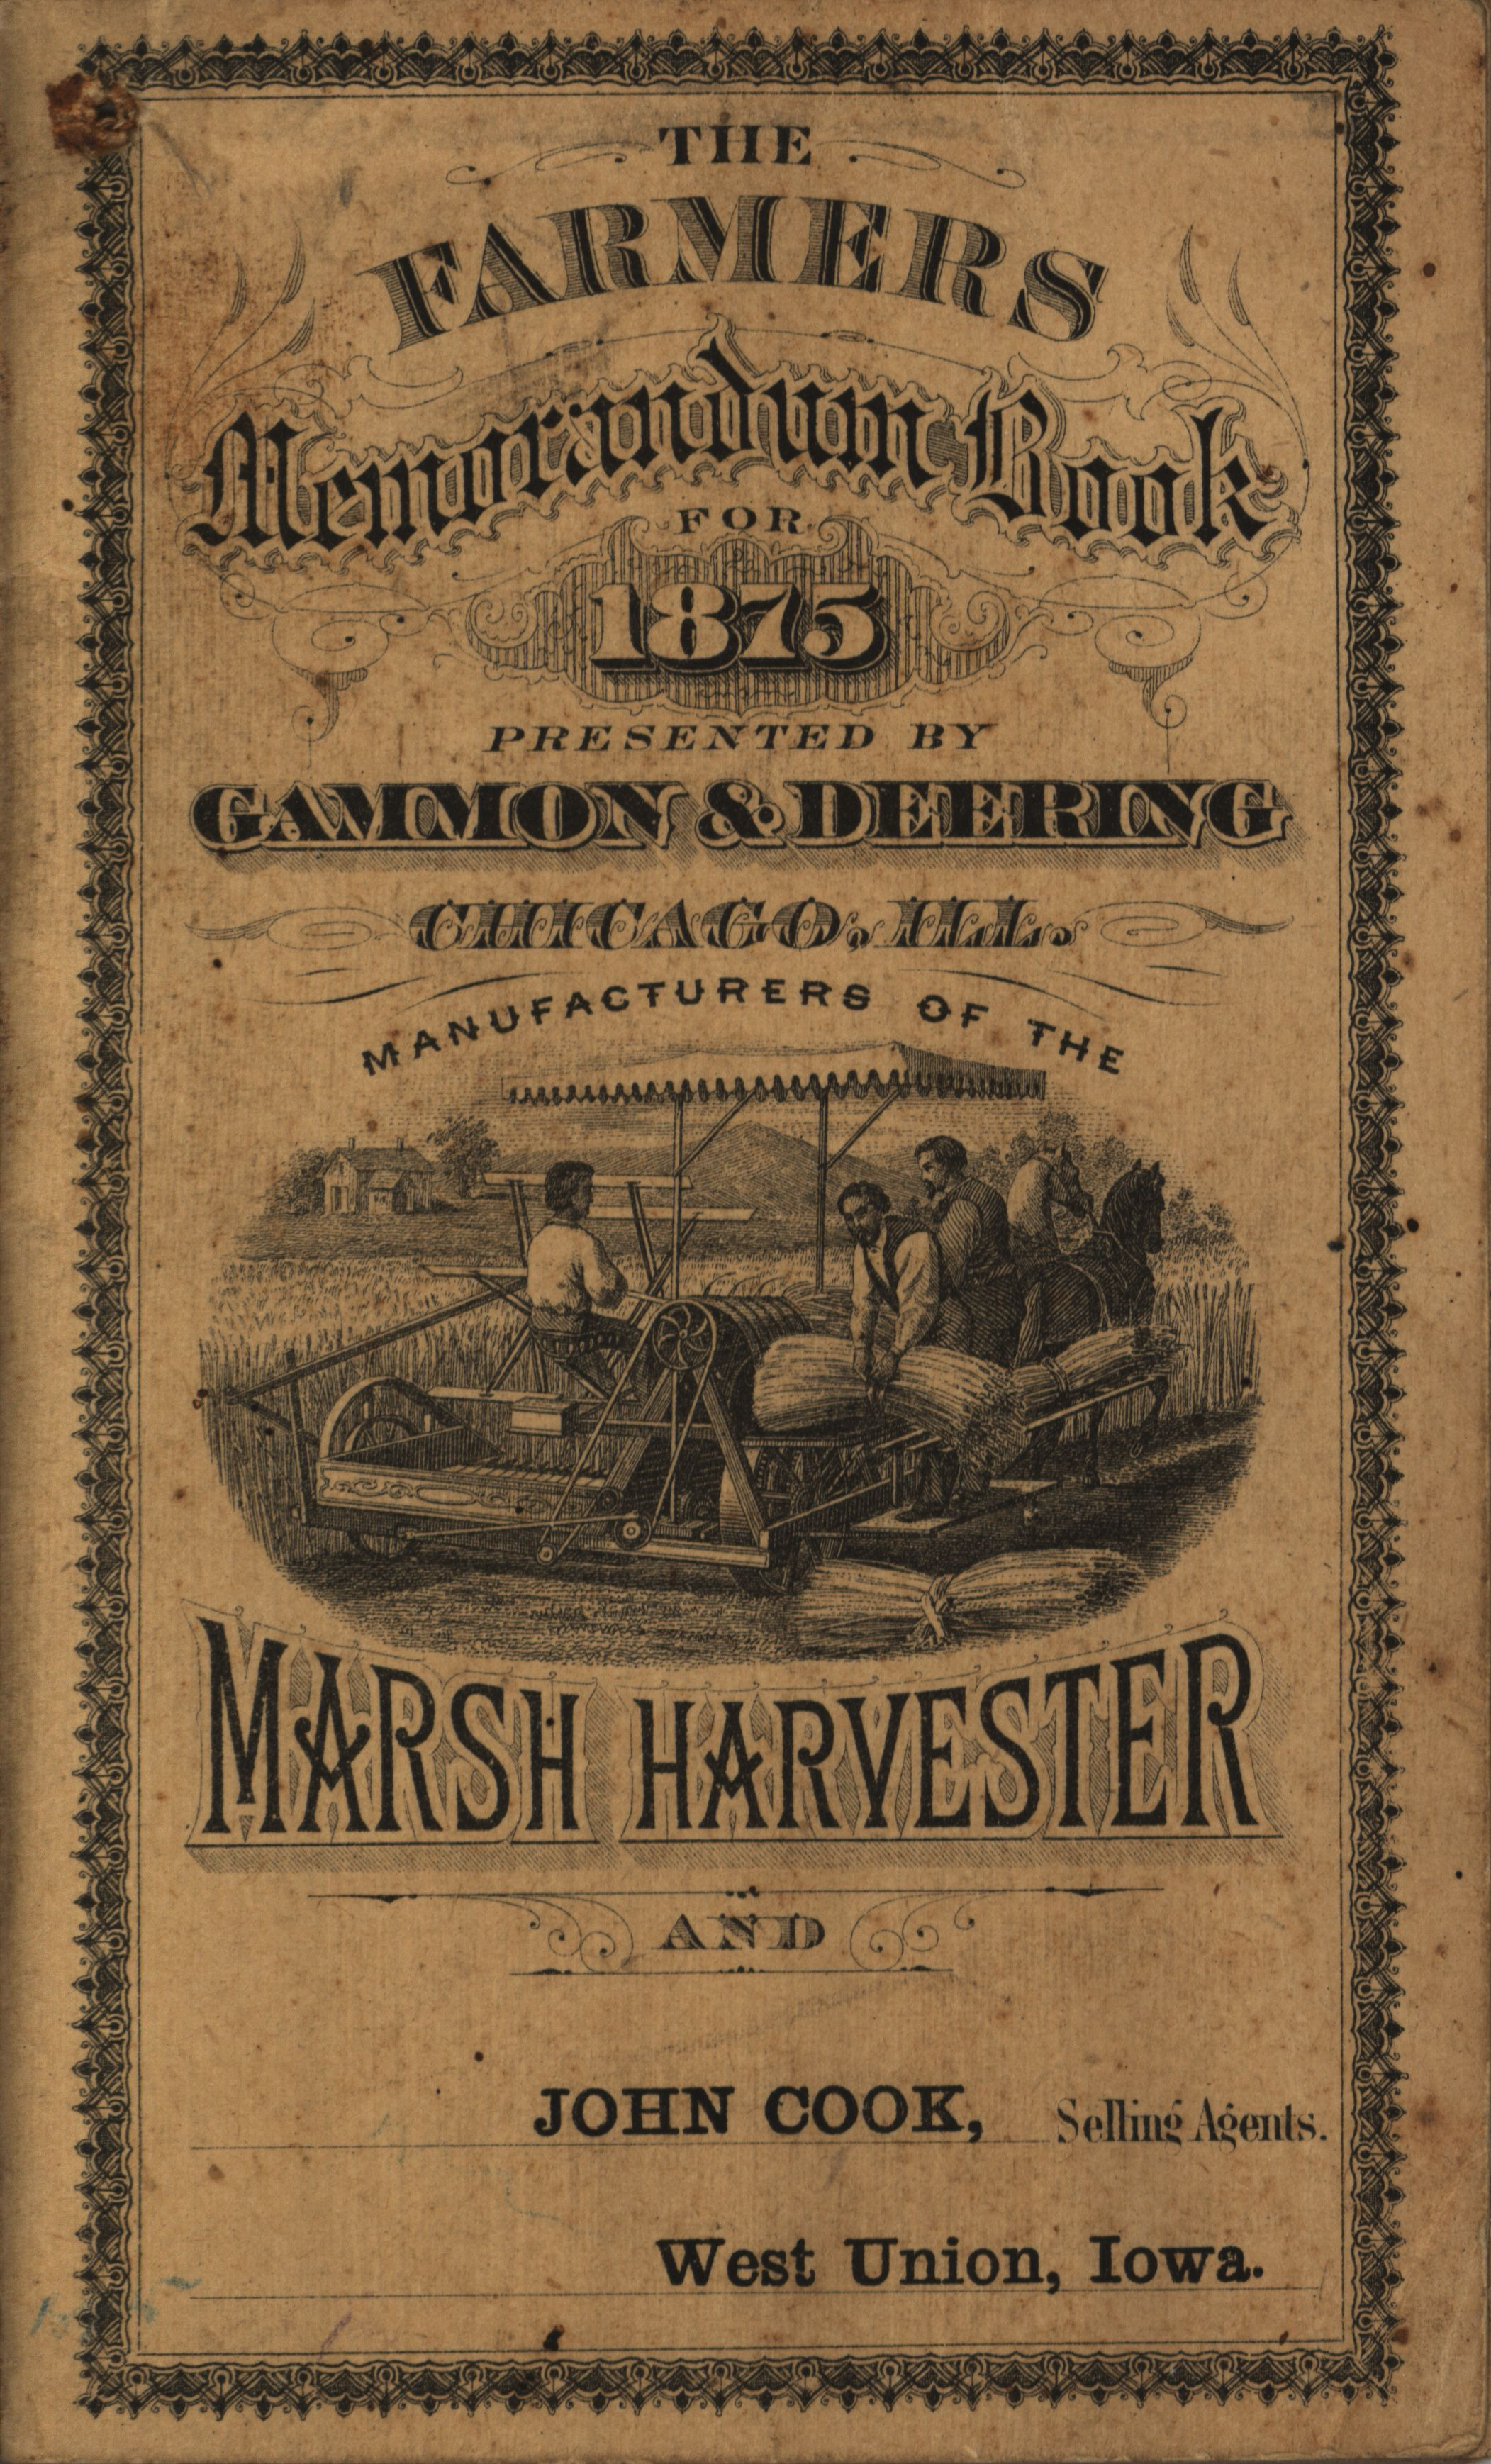 THE
FARMERS
Memorandum Book
FOR
1875
PRESENTED BY
GAMMON & DEERING
CHICAGO, ILL.
MANUFACTURERS OF THE
MARSH HARVESTER
AND
JOHN COOK, Selling Agents.
West Union, Iowa.